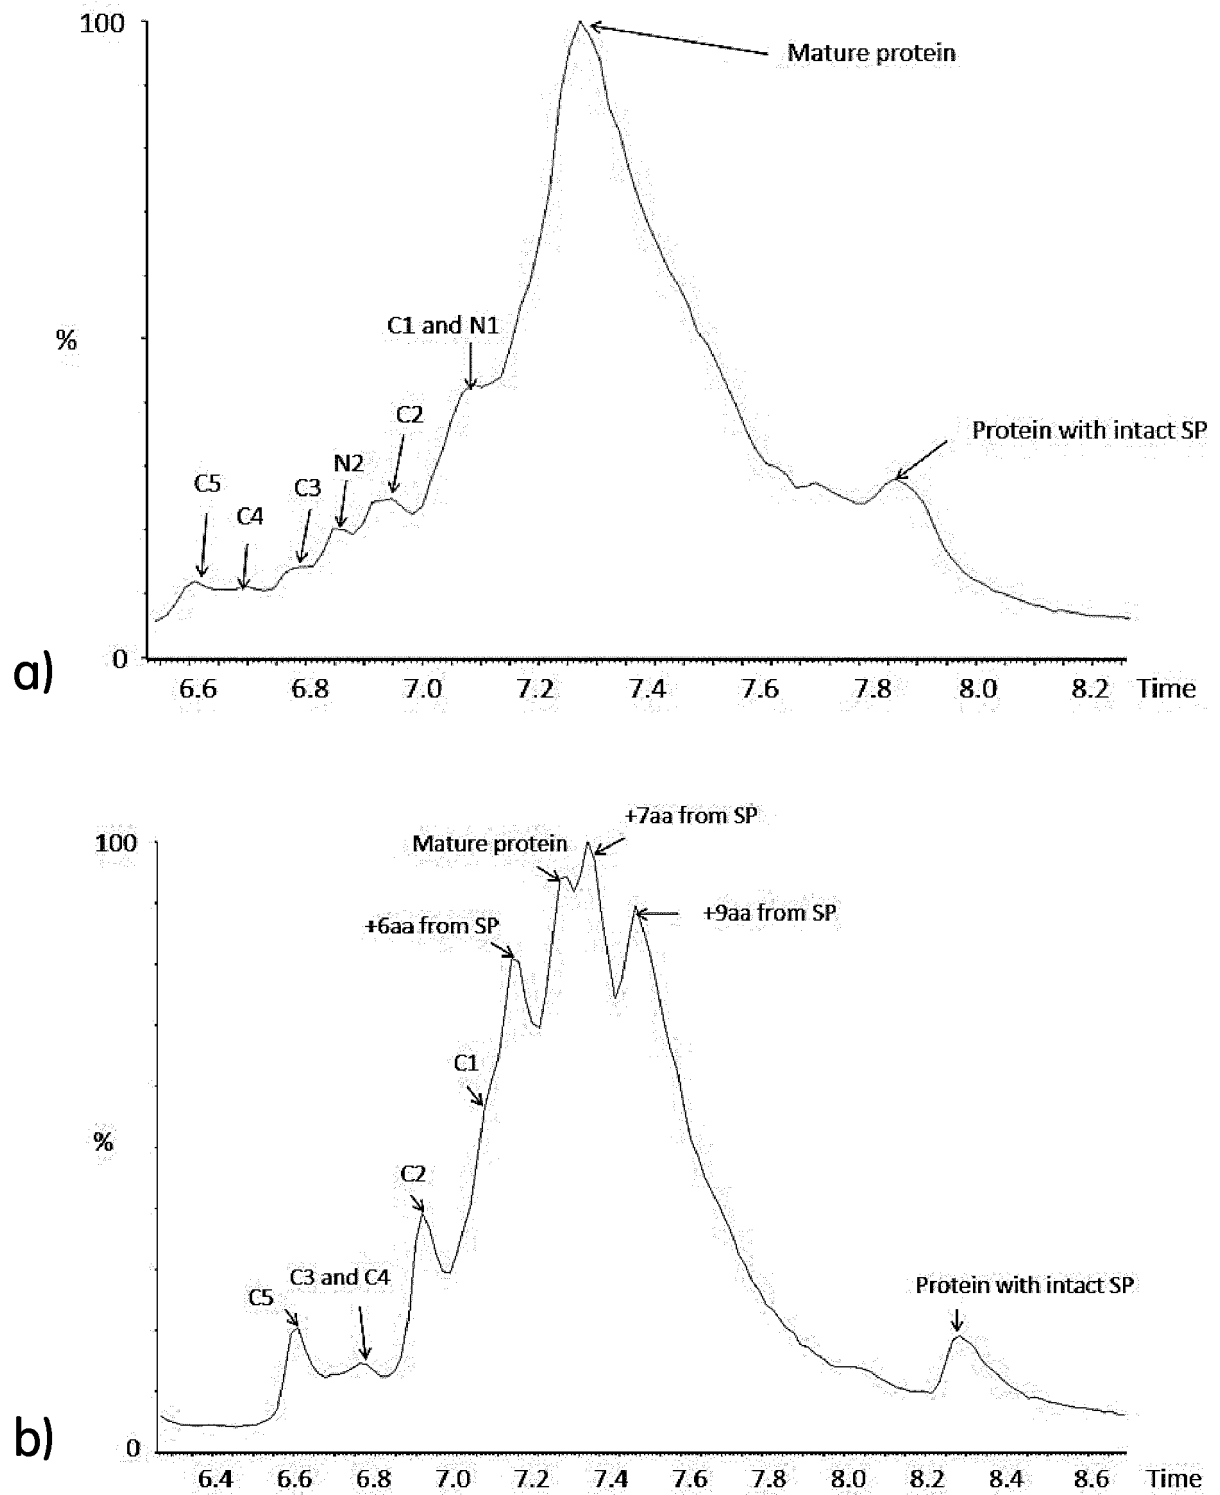 100
Mature protein
C1 and N1
%
C2
Protein with intact SP
N2
C3
C5
C4
0
a)
6.6 6.8 7.0 7.2 7.4 7.6 7.8 8.0 8.2 Time
+7aa from SP
100
Mature protein
+9aa from SP
+6aa from SP
C1
%
C2
C3 and C4
Protein with intact SP
C5
b)
0
6.4 6.6 6.8 7.0 7.2 7.4 7.6 7.8 8.0 8.2 8.4 8.6 Time